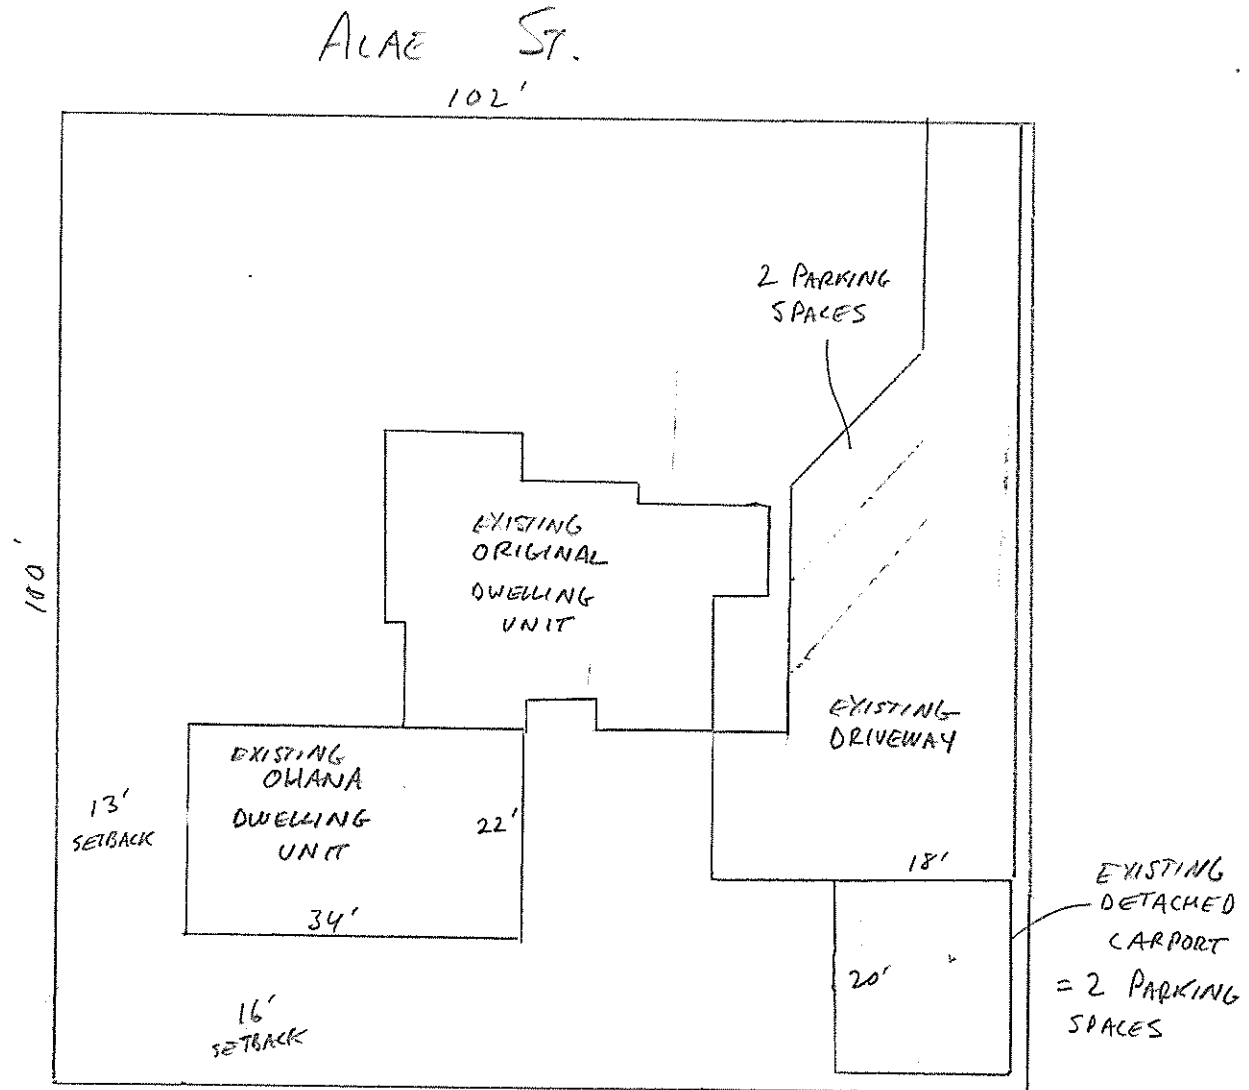 ALAE ST.
102'
2 PARKING
SPACES
EXISTING
ORIGINAL
DWELLING
UNIT
100'
EXISTING
DRIVEWAY
EXISTING
OHANA
DWELLING
UNIT
22'
34'
13'
SETBACK
16'
SETBACK
18'
20'
EXISTING
DETACHED
CARPORT
= 2 PARKING
SPACES